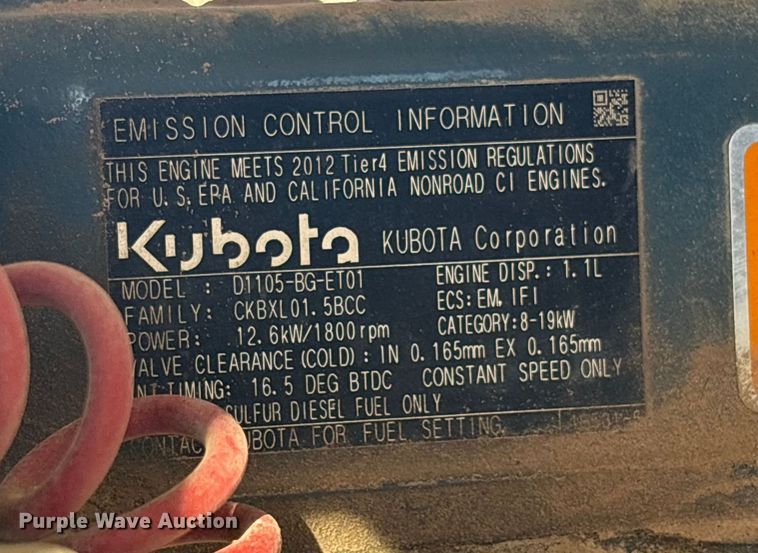 EMISSION CONTROL INFORMATION
THIS ENGINE MEETS 2012 Tier4 EMISSION REGULATIONS
FOR U.S.EPA AND CALIFORNIA NONROAD CI ENGINES.
Kubota KUBOTA Corporation
MODEL : D1105-BG-ET01 ENGINE DISP.: 1.1L
FAMILY: CKBXL01.5BCC ECS: EM, IFI
POWER: 12.6kW/1800rpm CATEGORY:8-19kW
VALVE CLEARANCE (COLD) : IN 0.165mm EX 0.165mm
TIMING: 16.5 DEG BTDC CONSTANT SPEED ONLY
SULFUR DIESEL FUEL ONLY
CONTACT KUBOTA FOR FUEL SETTING.
Purple Wave Auction